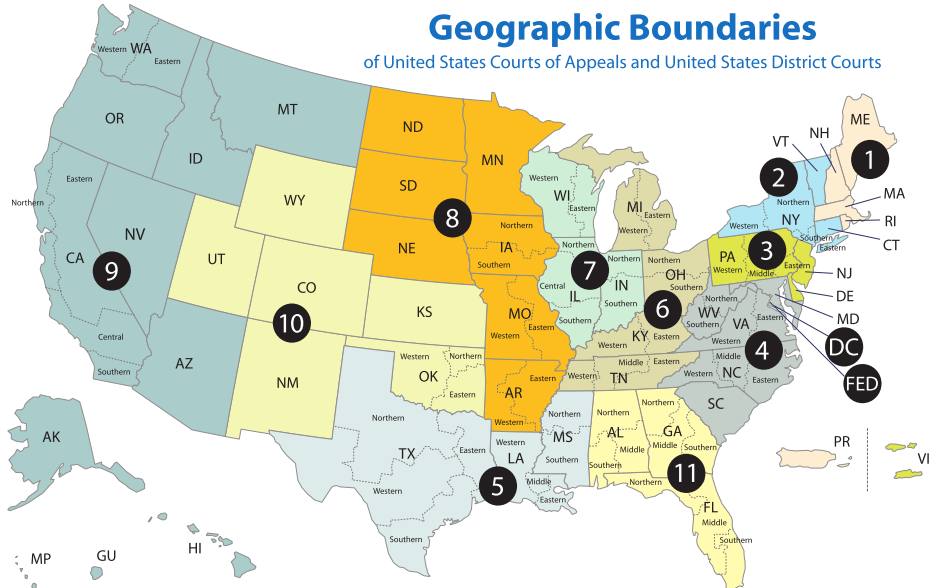 Geographic Boundaries
of United States Courts of Appeals and United States District Courts
Western
WA
Eastern
OR
MT
ID
Eastern
Northern
NV
CA
9
Central
Southern
AZ
WY
UT
CO
10
KS
NM
Western
Northern
OK
Eastern
ND
MN
SD
8
NE
Northern
IA
Southern
MO
Western
Eastern
Eastern
AR
Western
Northern
TX
Eastern
Western
Southern
Western
LA
Middle
Eastern
5
Northern
MS
Southern
Western
WI
Eastern
Northern
7
Central
IL
Southern
Northern
IN
Southern
MI
Eastern
Western
Northern
OH
Southern
6
KY
Western
Eastern
Middle
Eastern
Western
TN
Northern
WV
Southern
VA
Eastern
Western
4
Middle
Western
NC
Eastern
SC
Northern
AL
Middle
Southern
Northern
GA
Middle
Southern
11
Northern
FL
Middle
Southern
ME
NH
VT
1
2
MA
Northern
NY
RI
Western
Southern
CT
Eastern
3
PA
Western
Middle
Eastern
NJ
DE
MD
DC
FED
PR
VI
AK
HI
GU
MP